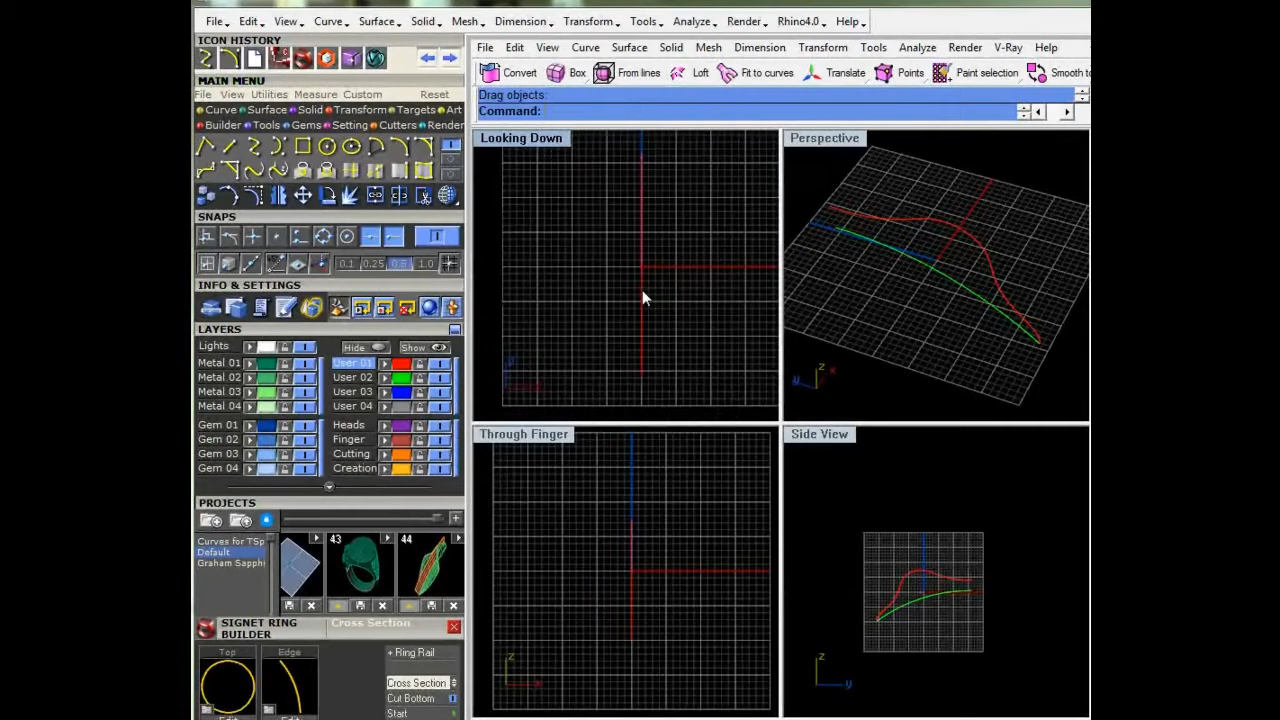 File Edit View Curve Surface Solid Mesh Dimension Transform Tools Analyze Render Rhino4.0 Help
ICON HISTORY
MAIN MENU
File View Utilities Measure Custom Reset
Curve Surface Solid Transform Targets Art
Builder Tools Gems Setting Cutters Render
SNAPS
0.1 0.25 0.5 1.0
INFO & SETTINGS
LAYERS
Lights Hide Show
Metal 01 User 01
Metal 02 User 02
Metal 03 User 03
Metal 04 User 04
Gem 01 Heads
Gem 02 Finger
Gem 03 Cutting
Gem 04 Creation
PROJECTS
Curves for TSp
Default
Graham Sapph
43 44
SIGNET RING BUILDER
Cross Section
Top Edge
Edit Edit
+ Ring Rail
Cross Section
Cut Bottom
Start
File Edit View Curve Surface Solid Mesh Dimension Transform Tools Analyze Render V-Ray Help
Convert Box From lines Loft Fit to curves Translate Points Paint selection Smooth to
Drag objects:
Command:
Looking Down
y
x
Perspective
z
y x
Through Finger
z
x
Side View
z
y